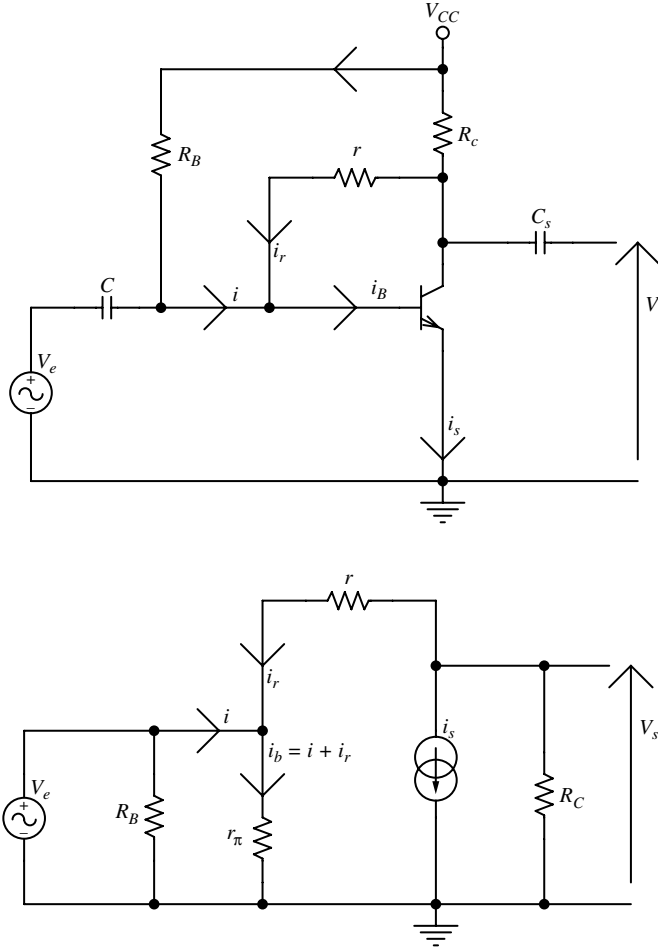 V_CC
R_c
R_B
r
C_s
i_r
C
i
i_B
V
V_e
+
−
i_s
r
i_r
i
i_b = i + i_r
i_s
V_s
V_e
+
−
R_B
r_π
R_C